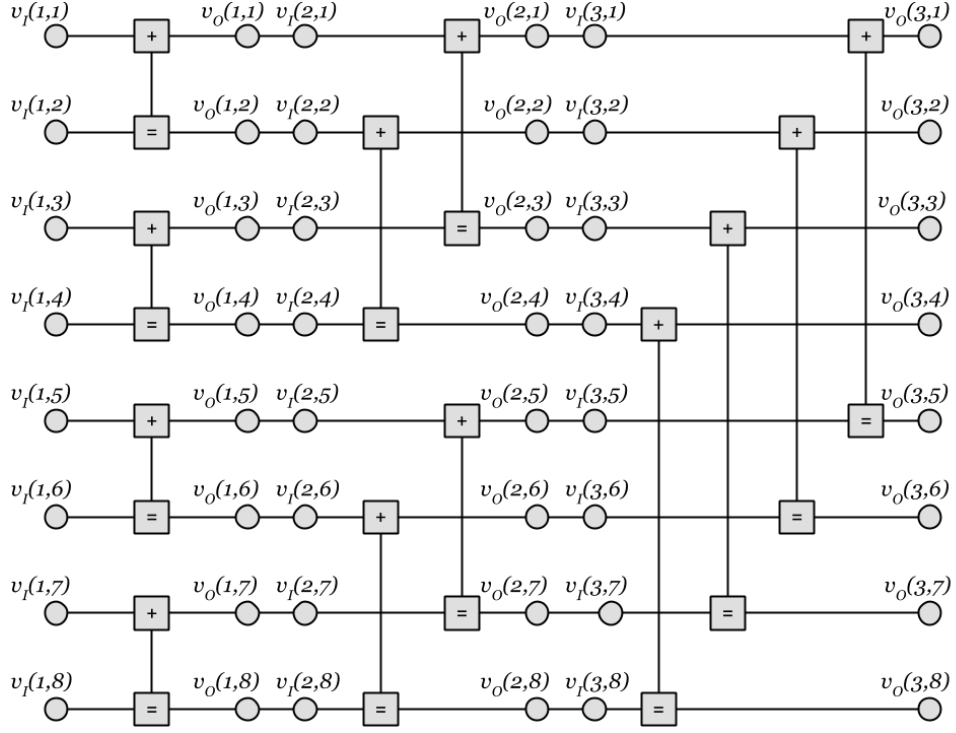 v_I(1,1) + v_O(1,1) v_I(2,1) + v_O(2,1) v_I(3,1) + v_O(3,1)
v_I(1,2) = v_O(1,2) v_I(2,2) + v_O(2,2) v_I(3,2) + v_O(3,2)
v_I(1,3) + v_O(1,3) v_I(2,3) = v_O(2,3) v_I(3,3) + v_O(3,3)
v_I(1,4) = v_O(1,4) v_I(2,4) = v_O(2,4) v_I(3,4) + v_O(3,4)
v_I(1,5) + v_O(1,5) v_I(2,5) + v_O(2,5) v_I(3,5) = v_O(3,5)
v_I(1,6) = v_O(1,6) v_I(2,6) + v_O(2,6) v_I(3,6) = v_O(3,6)
v_I(1,7) + v_O(1,7) v_I(2,7) = v_O(2,7) v_I(3,7) = v_O(3,7)
v_I(1,8) = v_O(1,8) v_I(2,8) = v_O(2,8) v_I(3,8) = v_O(3,8)